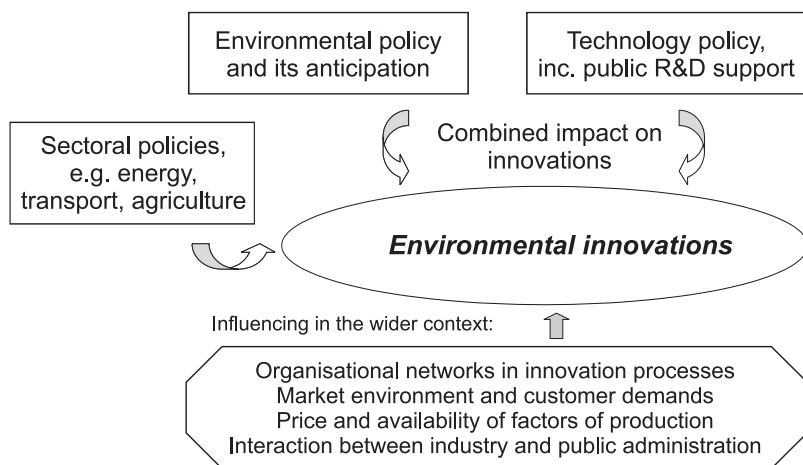 Environmental policy
and its anticipation
Technology policy,
inc. public R&D support
Sectoral policies,
e.g. energy,
transport, agriculture
Combined impact on
innovations
Environmental innovations
Influencing in the wider context:
Organisational networks in innovation processes
Market environment and customer demands
Price and availability of factors of production
Interaction between industry and public administration